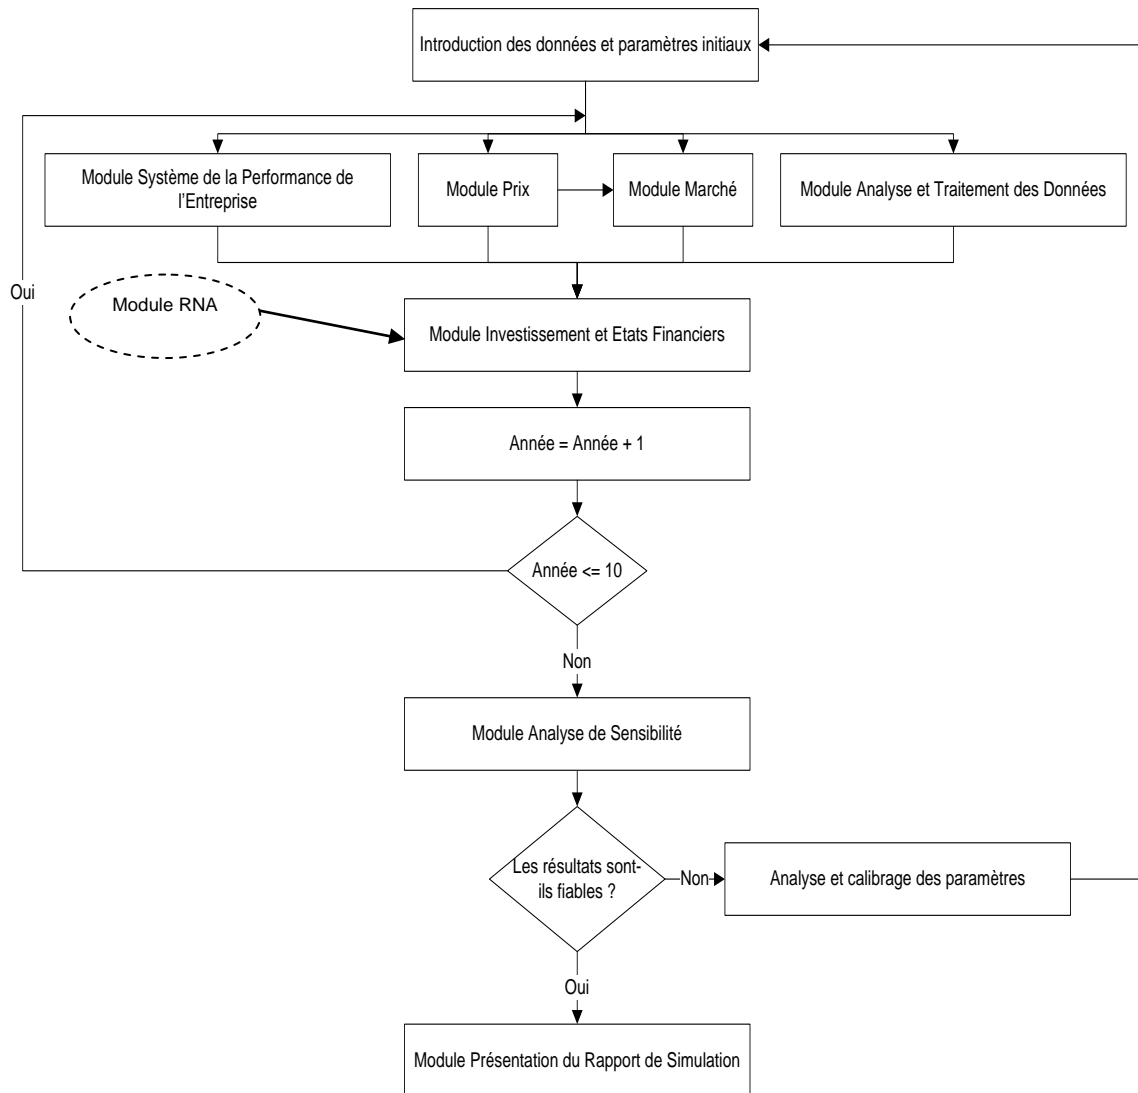 Introduction des données et paramètres initiaux
Module Système de la Performance de
l'Entreprise
Module Prix
Module Marché
Module Analyse et Traitement des Données
Oui
Module RNA
Module Investissement et Etats Financiers
Année = Année + 1
Année <= 10
Non
Module Analyse de Sensibilité
Les résultats sont-
ils fiables ?
Non
Analyse et calibrage des paramètres
Oui
Module Présentation du Rapport de Simulation